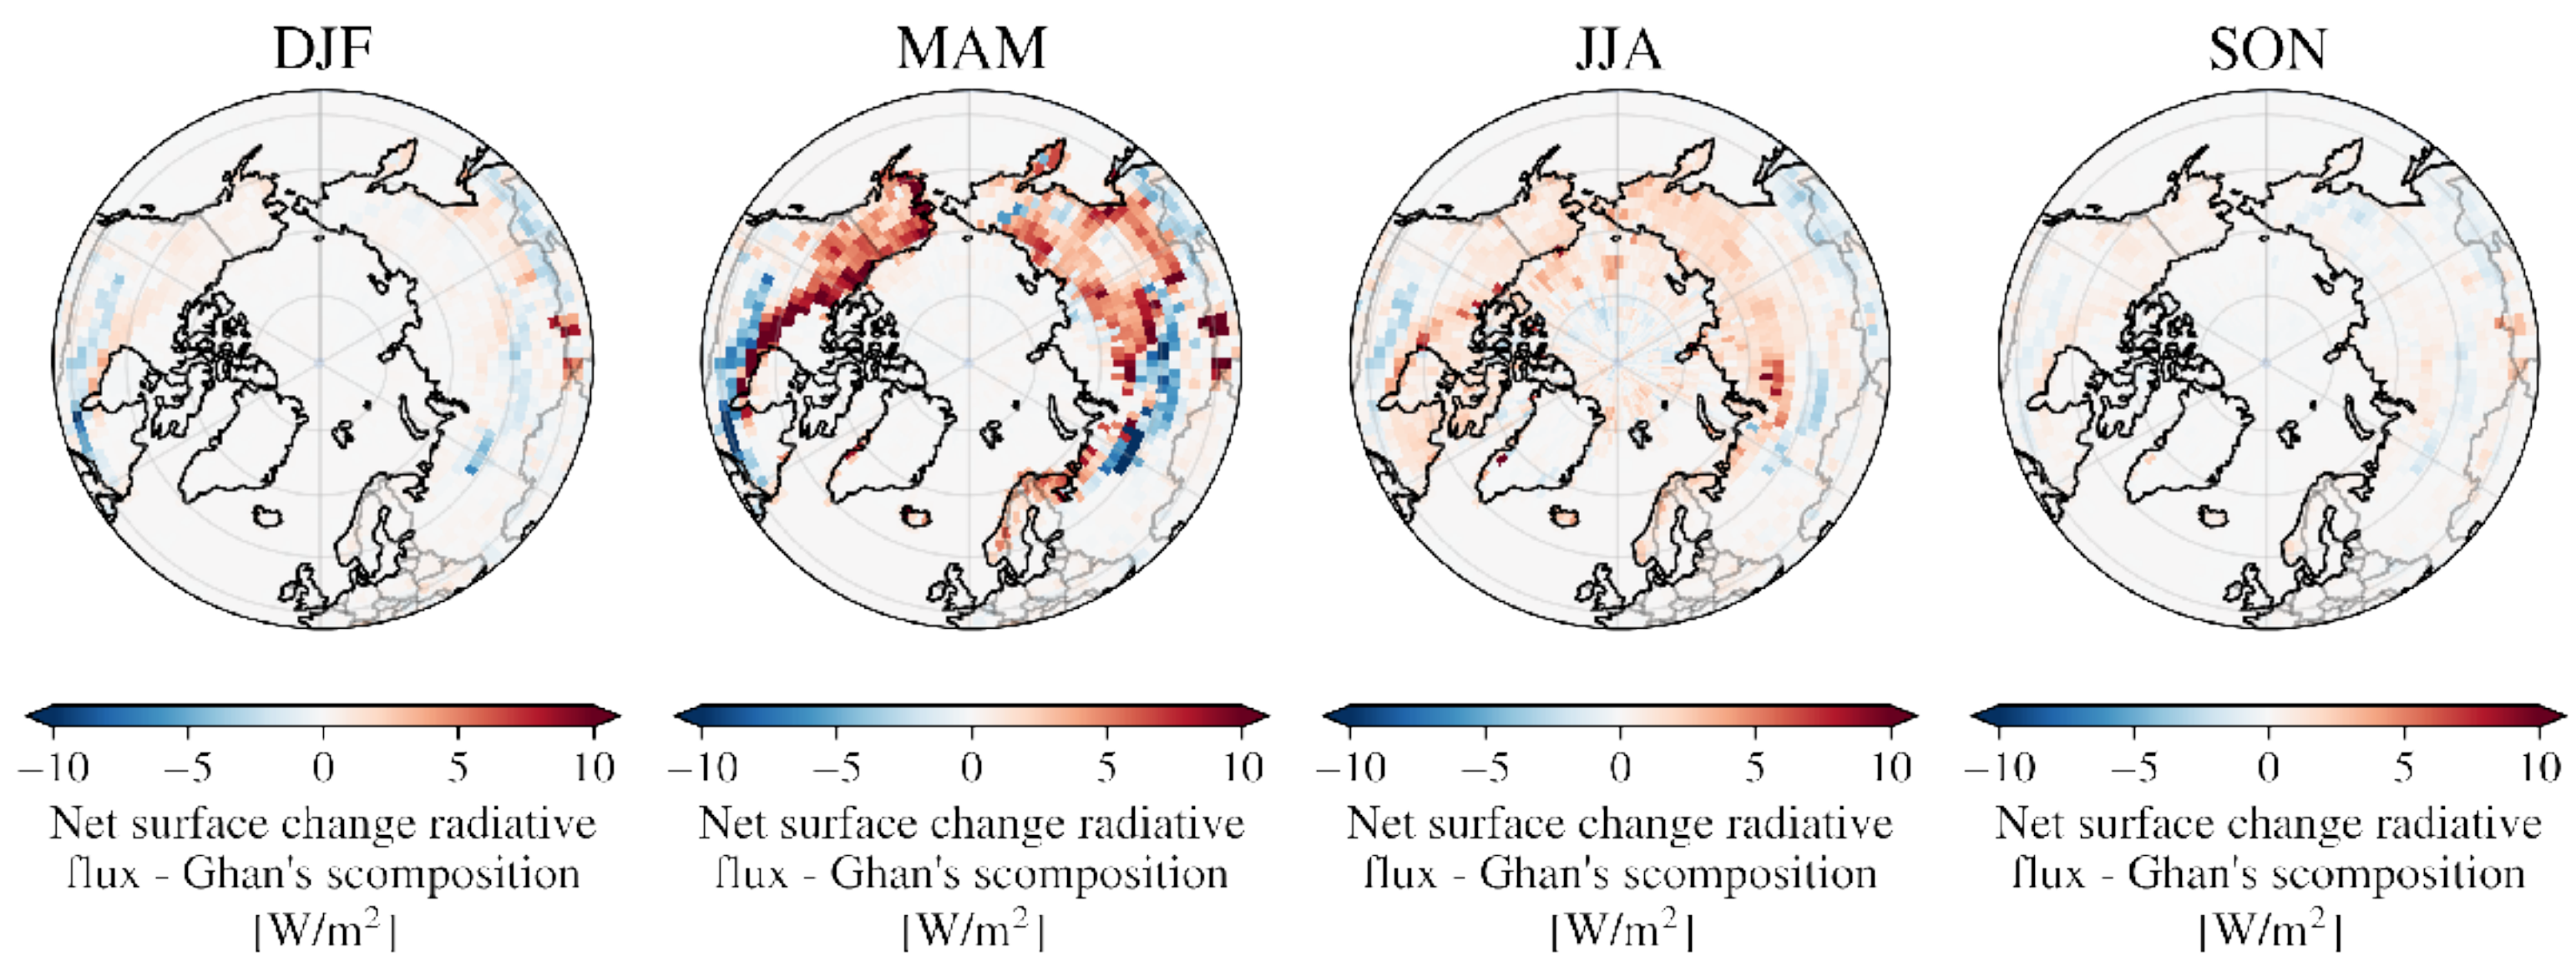 DJF
MAM
JJA
SON
−10 −5 0 5 10
−10 −5 0 5 10
−10 −5 0 5 10
−10 −5 0 5 10
Net surface change radiative
flux - Ghan's scomposition
[W/m²]
Net surface change radiative
flux - Ghan's scomposition
[W/m²]
Net surface change radiative
flux - Ghan's scomposition
[W/m²]
Net surface change radiative
flux - Ghan's scomposition
[W/m²]